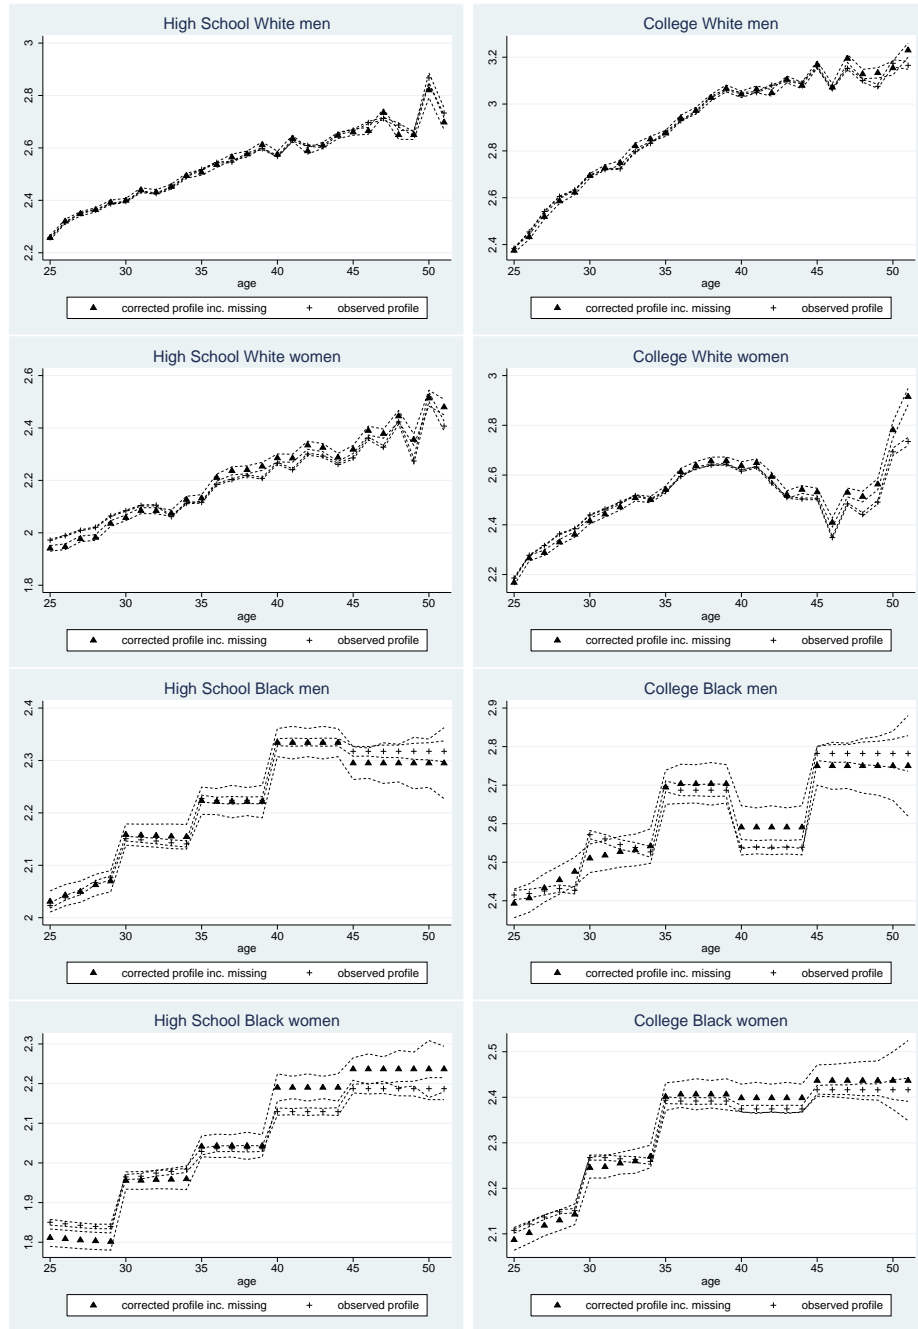 High School White men
3
2.8
2.6
2.4
2.2
25 30 35 40 45 50
age
corrected profile inc. missing observed profile
College White men
3.2
3
2.8
2.6
2.4
25 30 35 40 45 50
age
corrected profile inc. missing observed profile
High School White women
2.6
2.4
2.2
2
1.8
25 30 35 40 45 50
age
corrected profile inc. missing observed profile
College White women
3
2.8
2.6
2.4
2.2
25 30 35 40 45 50
age
corrected profile inc. missing observed profile
High School Black men
2.4
2.3
2.2
2.1
2
25 30 35 40 45 50
age
corrected profile inc. missing observed profile
College Black men
2.9
2.8
2.7
2.6
2.5
2.4
25 30 35 40 45 50
age
corrected profile inc. missing observed profile
High School Black women
2.3
2.2
2.1
2
1.9
1.8
25 30 35 40 45 50
age
corrected profile inc. missing observed profile
College Black women
2.5
2.4
2.3
2.2
2.1
25 30 35 40 45 50
age
corrected profile inc. missing observed profile